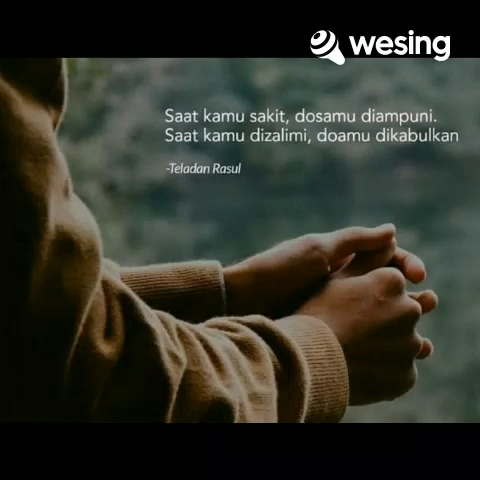 wesing
Saat kamu sakit, dosamu diampuni.
Saat kamu dizalimi, doamu dikabulkan
-Teladan Rasul